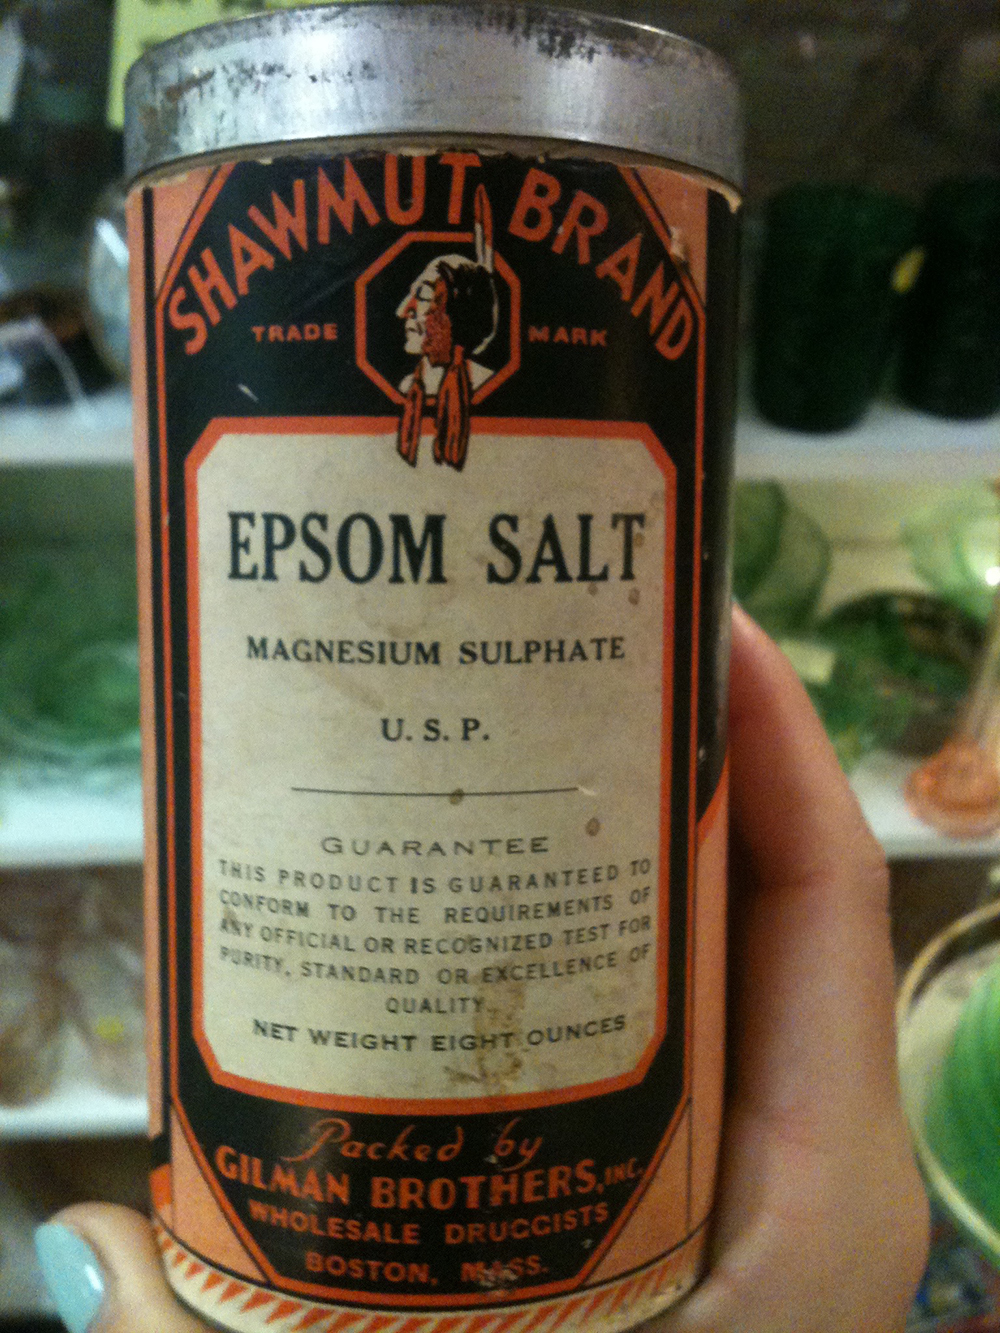 SHAWMUT BRAND
TRADE MARK
EPSOM SALT
MAGNESIUM SULPHATE
U. S. P.
GUARANTEE
THIS PRODUCT IS GUARANTEED TO
CONFORM TO THE REQUIREMENTS OF
ANY OFFICIAL OR RECOGNIZED TEST FOR
PURITY, STANDARD OR EXCELLENCE OF
QUALITY.
NET WEIGHT EIGHT OUNCES
Packed by
GILMAN BROTHERS, INC.
WHOLESALE DRUGGISTS
BOSTON, MASS.